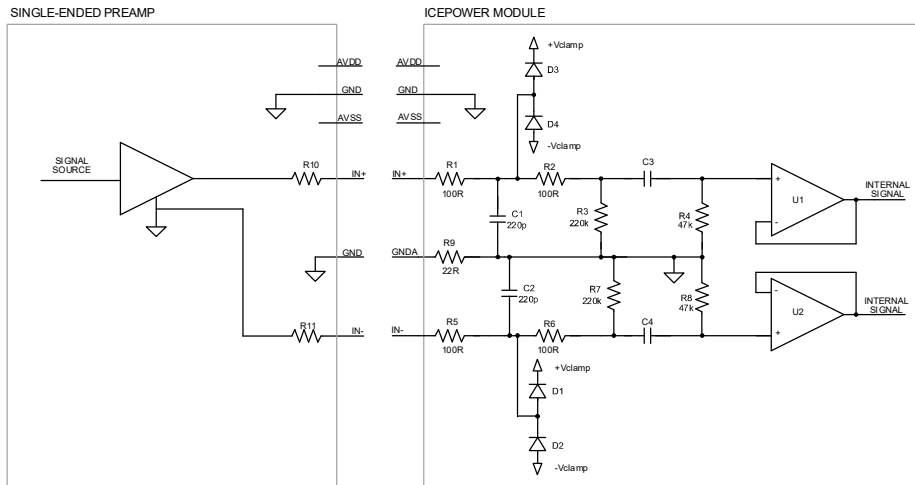 SINGLE-ENDED PREAMP
ICEPOWER MODULE
+Vclamp
D3
AVDD
AVDD
GND
GND
AVSS
AVSS
D4
-Vclamp
SIGNAL
SOURCE
R10
IN+
IN+
R1
100R
R2
100R
C3
INTERNAL
SIGNAL
+
-
U1
C1
220p
R3
220k
R4
47k
GND
GNDA
R9
22R
C2
220p
R7
220k
R8
47k
-
+
U2
INTERNAL
SIGNAL
R11
IN-
IN-
R5
100R
R6
100R
C4
+Vclamp
D1
D2
-Vclamp